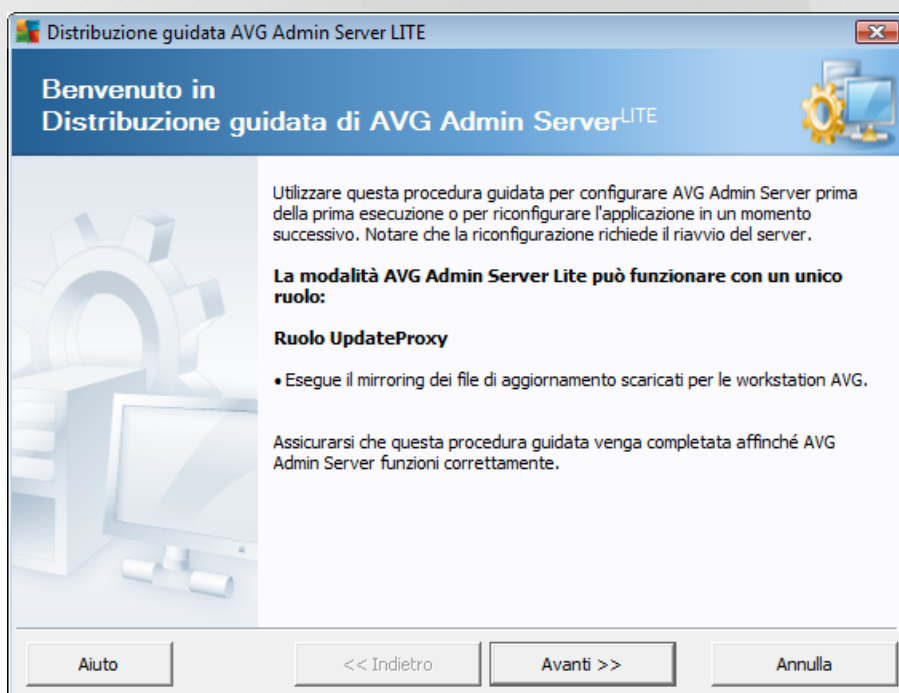 Distribuzione guidata AVG Admin Server LITE
Benvenuto in
Distribuzione guidata di AVG Admin Server LITE
Utilizzare questa procedura guidata per configurare AVG Admin Server prima
della prima esecuzione o per riconfigurare l'applicazione in un momento
successivo. Notare che la riconfigurazione richiede il riavvio del server.
La modalità AVG Admin Server Lite può funzionare con un unico
ruolo:
Ruolo UpdateProxy
• Esegue il mirroring dei file di aggiornamento scaricati per le workstation AVG.
Assicurarsi che questa procedura guidata venga completata affinché AVG
Admin Server funzioni correttamente.
Aiuto
<< Indietro
Avanti >>
Annulla